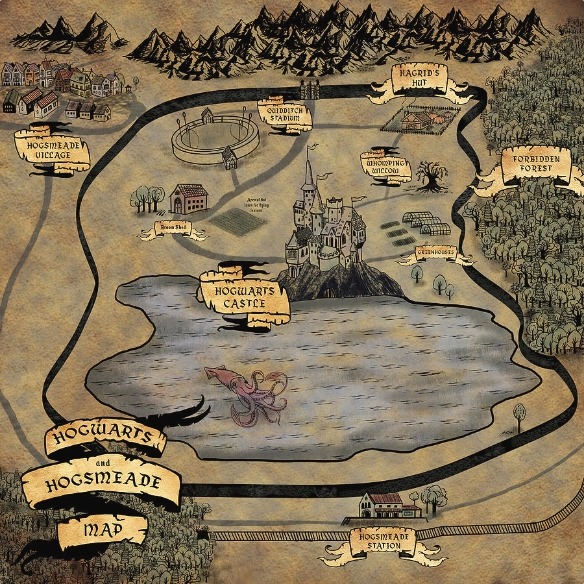 HAGRID'S
HUT
QUIDDITCH
STADIUM
HOGSMEADE
VILLAGE
WHOMPING
WILLOW
FORBIDDEN
FOREST
Broom Shed
GREENHOUSES
HOGWARTS
CASTLE
HOGWARTS
and
HOGSMEADE
MAP
HOGSMEADE
STATION